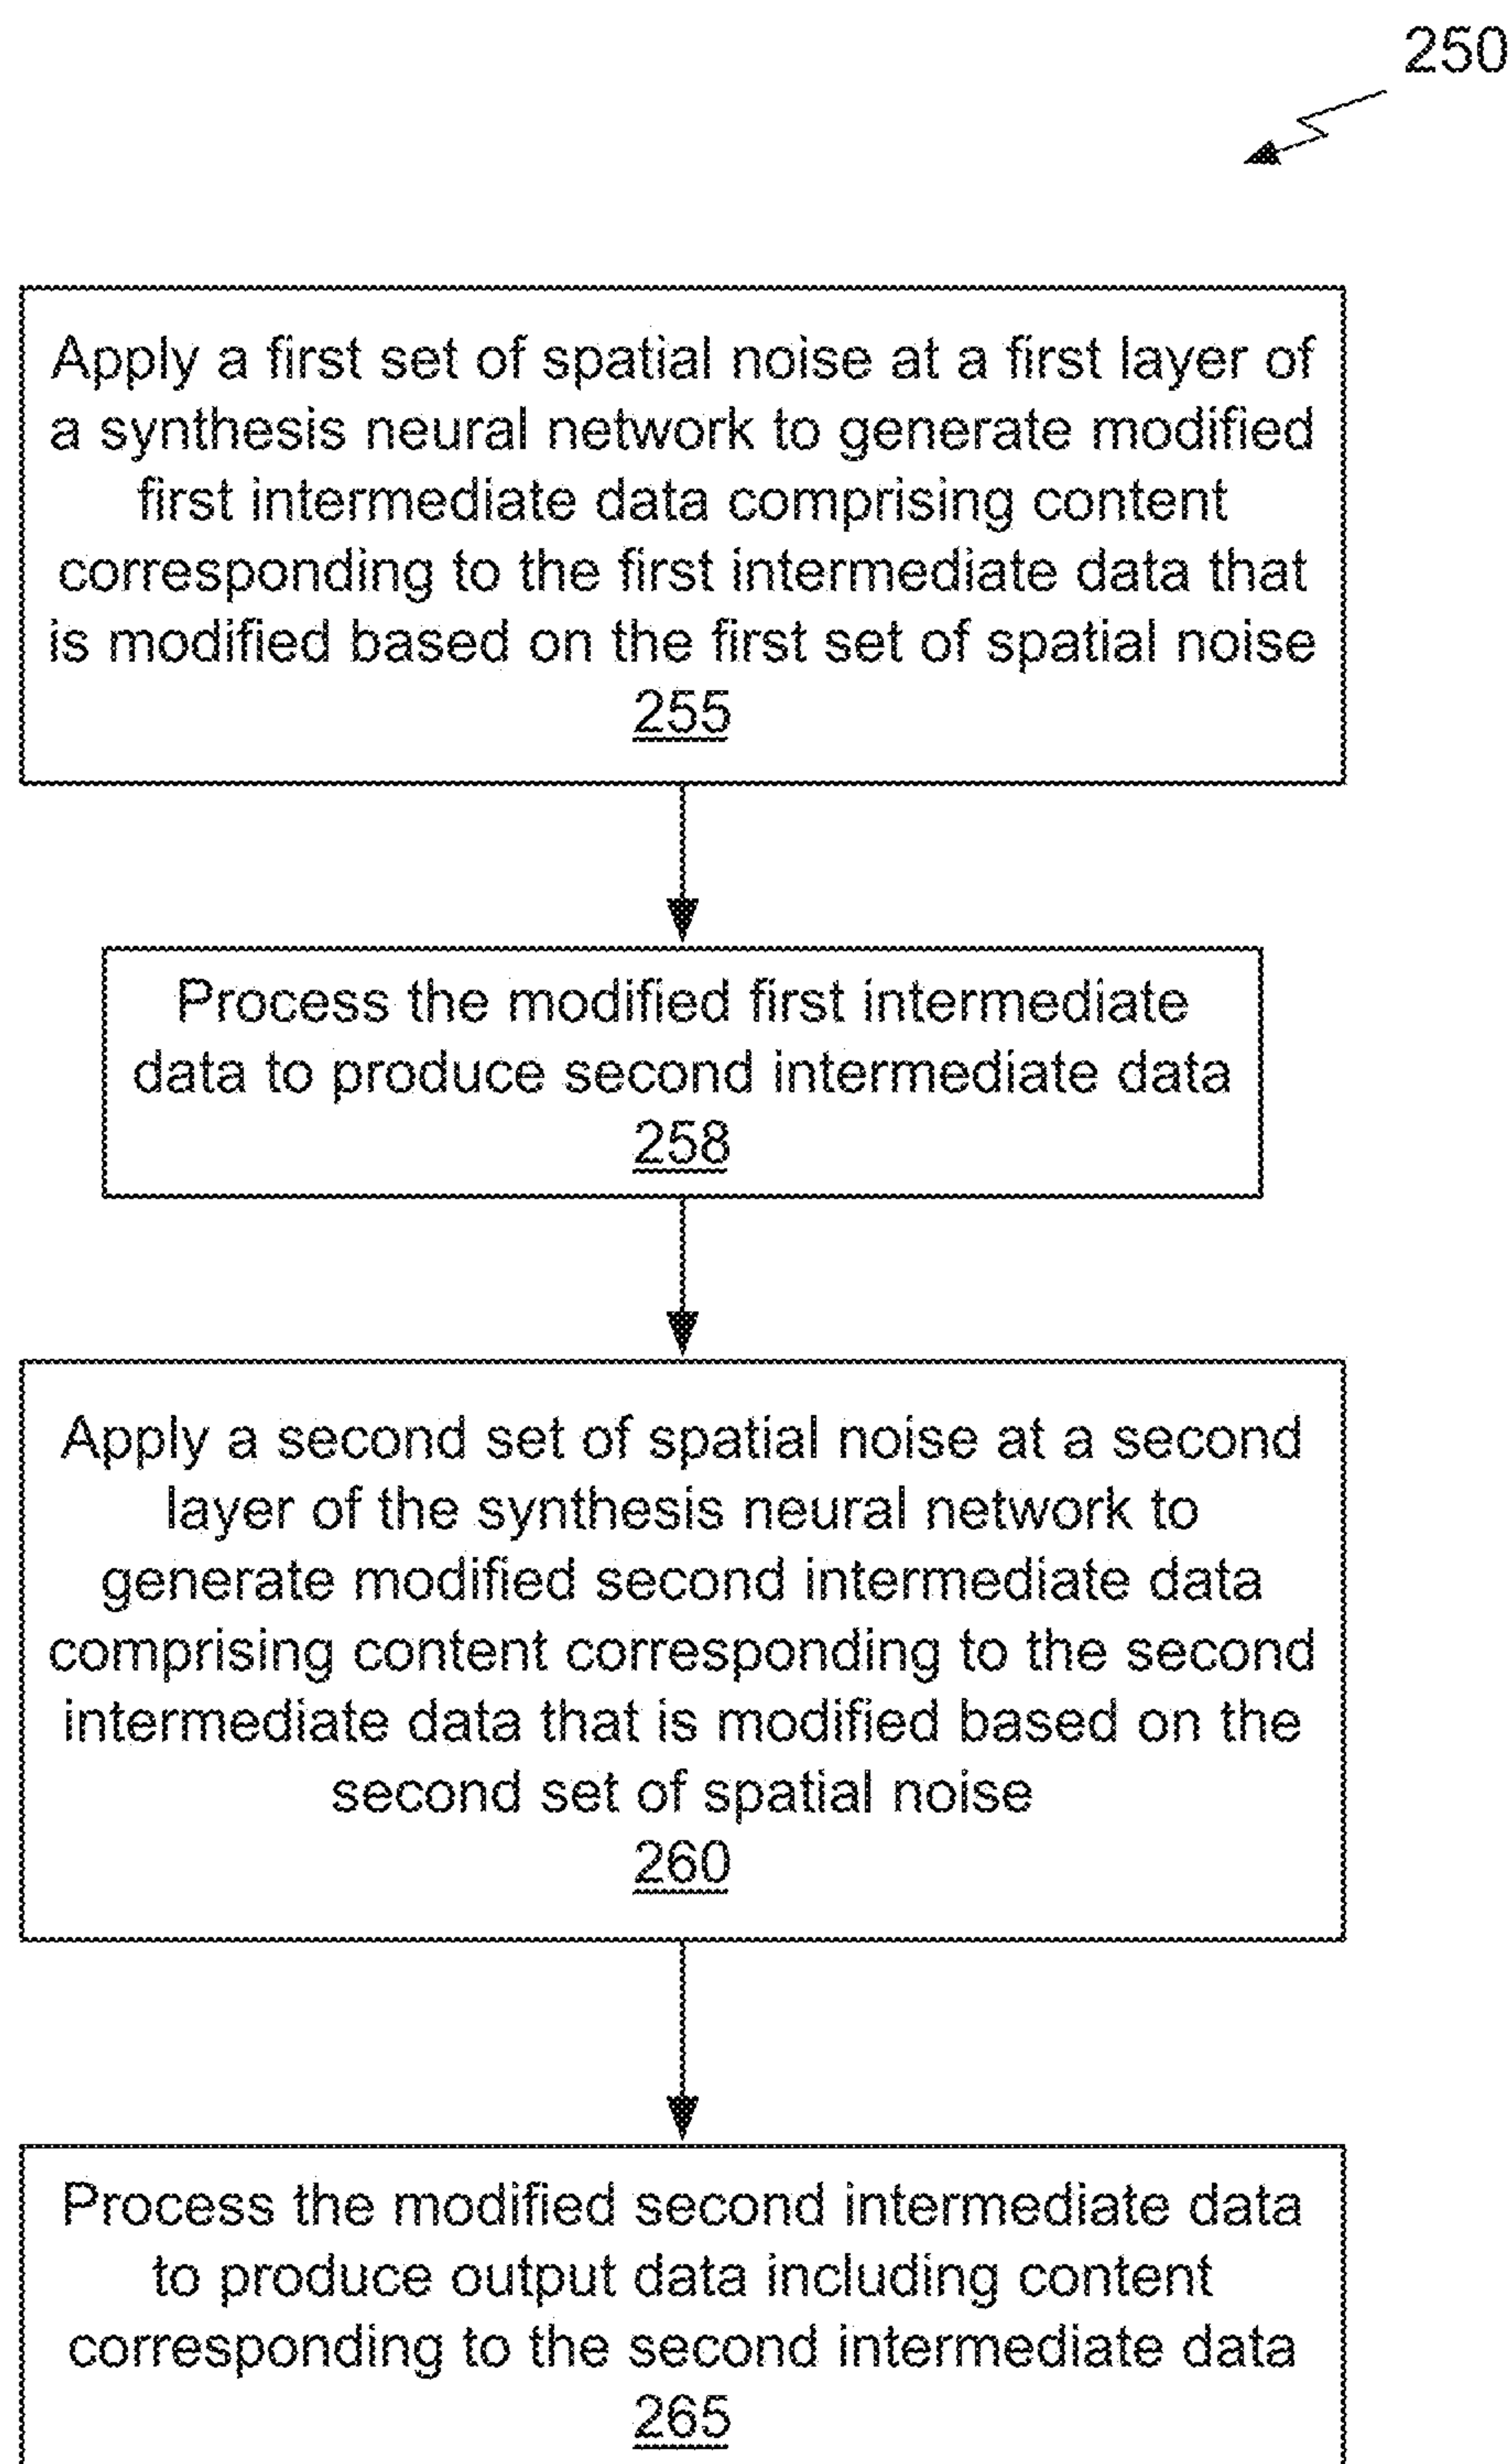 250
Apply a first set of spatial noise at a first layer of
a synthesis neural network to generate modified
first intermediate data comprising content
corresponding to the first intermediate data that
is modified based on the first set of spatial noise
255
Process the modified first intermediate
data to produce second intermediate data
258
Apply a second set of spatial noise at a second
layer of the synthesis neural network to
generate modified second intermediate data
comprising content corresponding to the second
intermediate data that is modified based on the
second set of spatial noise
260
Process the modified second intermediate data
to produce output data including content
corresponding to the second intermediate data
265